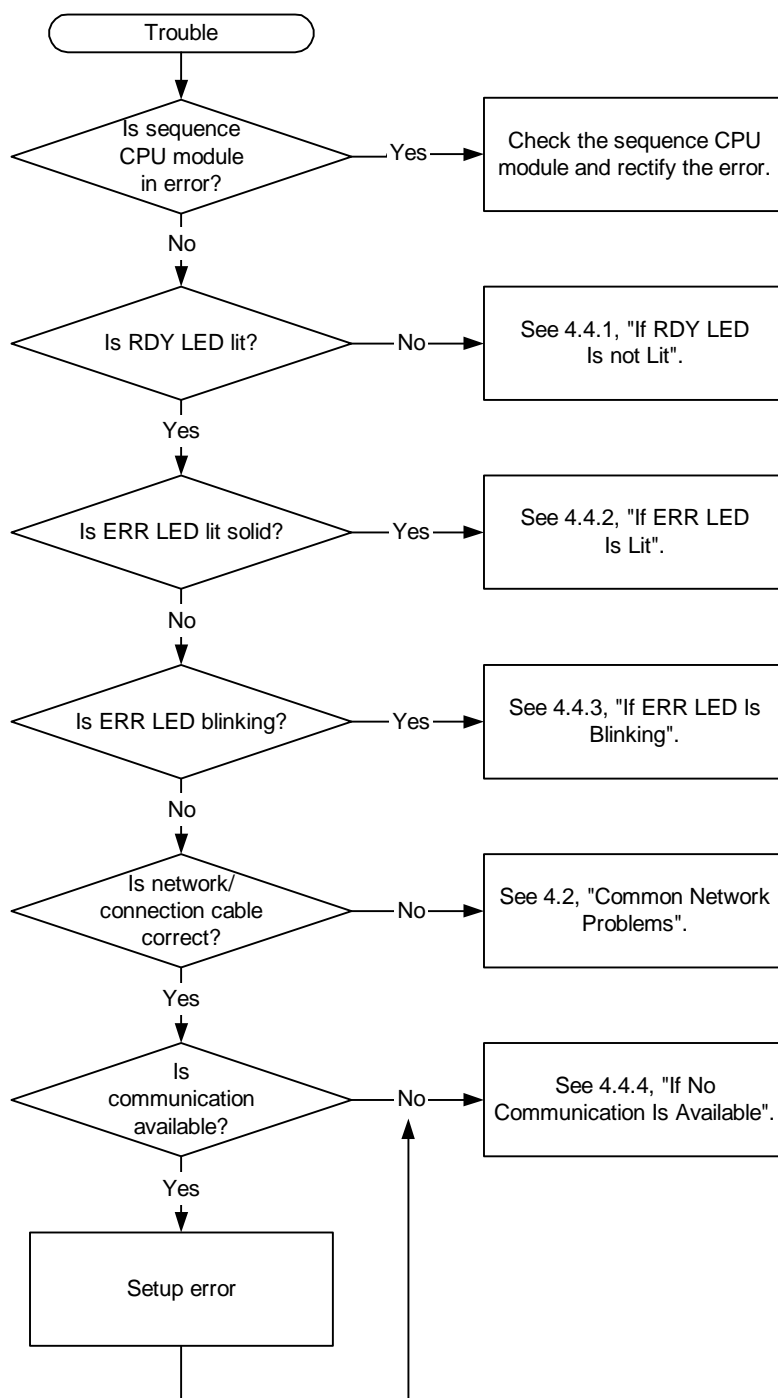 Trouble
Is sequence
CPU module
in error?
Yes
Check the sequence CPU
module and rectify the error.
No
Is RDY LED lit?
No
See 4.4.1, "If RDY LED
Is not Lit".
Yes
Is ERR LED lit solid?
Yes
See 4.4.2, "If ERR LED
Is Lit".
No
Is ERR LED blinking?
Yes
See 4.4.3, "If ERR LED Is
Blinking".
No
Is network/
connection cable
correct?
No
See 4.2, "Common Network
Problems".
Yes
Is
communication
available?
No
See 4.4.4, "If No
Communication Is Available".
Yes
Setup error